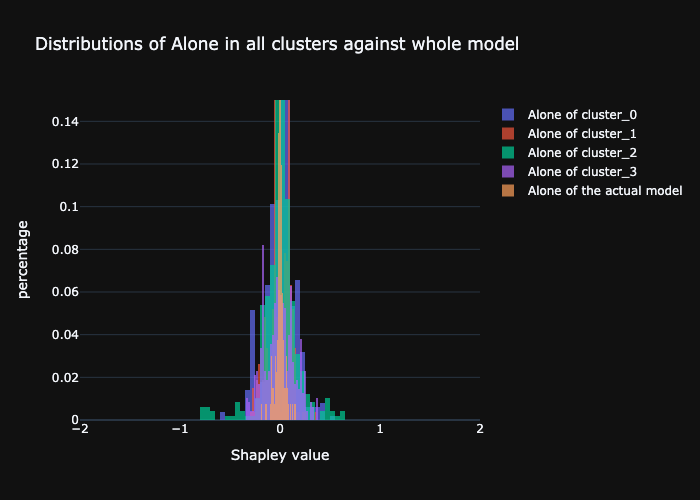 Distributions of Alone in all clusters against whole model
0.14
0.12
0.1
0.08
0.06
0.04
0.02
0
percentage
−2
−1
0
1
2
Shapley value
Alone of cluster_0
Alone of cluster_1
Alone of cluster_2
Alone of cluster_3
Alone of the actual model